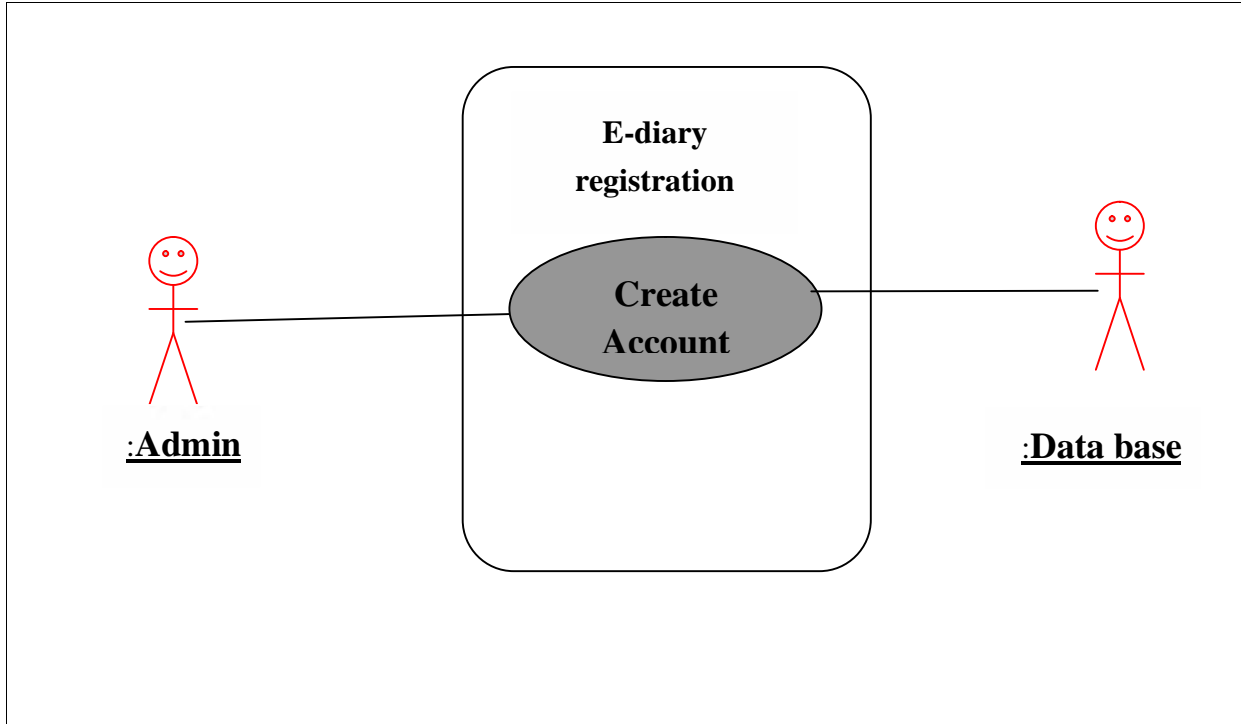 E-diary
registration
Create
Account
:Admin
:Data base